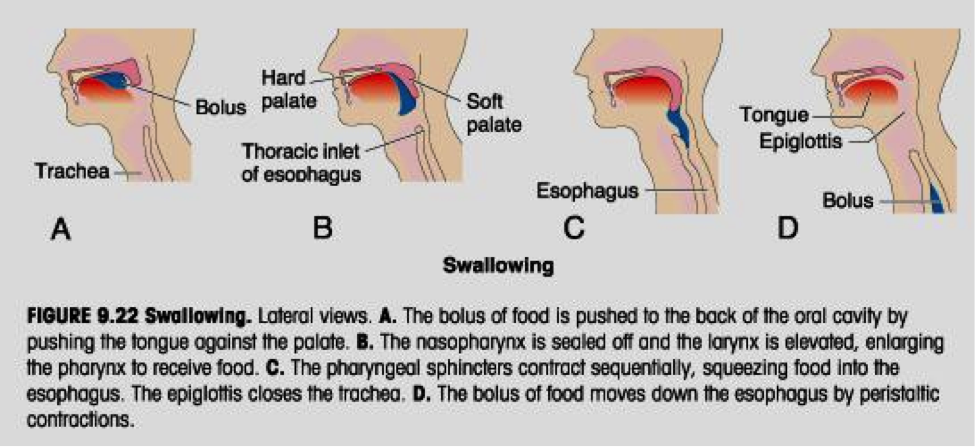 Bolus
Trachea
A
Hard
palate
Soft
palate
Thoracic inlet
of esophagus
B
Esophagus
C
Tongue
Epiglottis
Bolus
D
Swallowing
FIGURE 9.22 Swallowing. Lateral views. A. The bolus of food is pushed to the back of the oral cavity by
pushing the tongue against the palate. B. The nasopharynx is sealed off and the larynx is elevated, enlarging
the pharynx to receive food. C. The pharyngeal sphincters contract sequentially, squeezing food into the
esophagus. The epiglottis closes the trachea. D. The bolus of food moves down the esophagus by peristaltic
contractions.